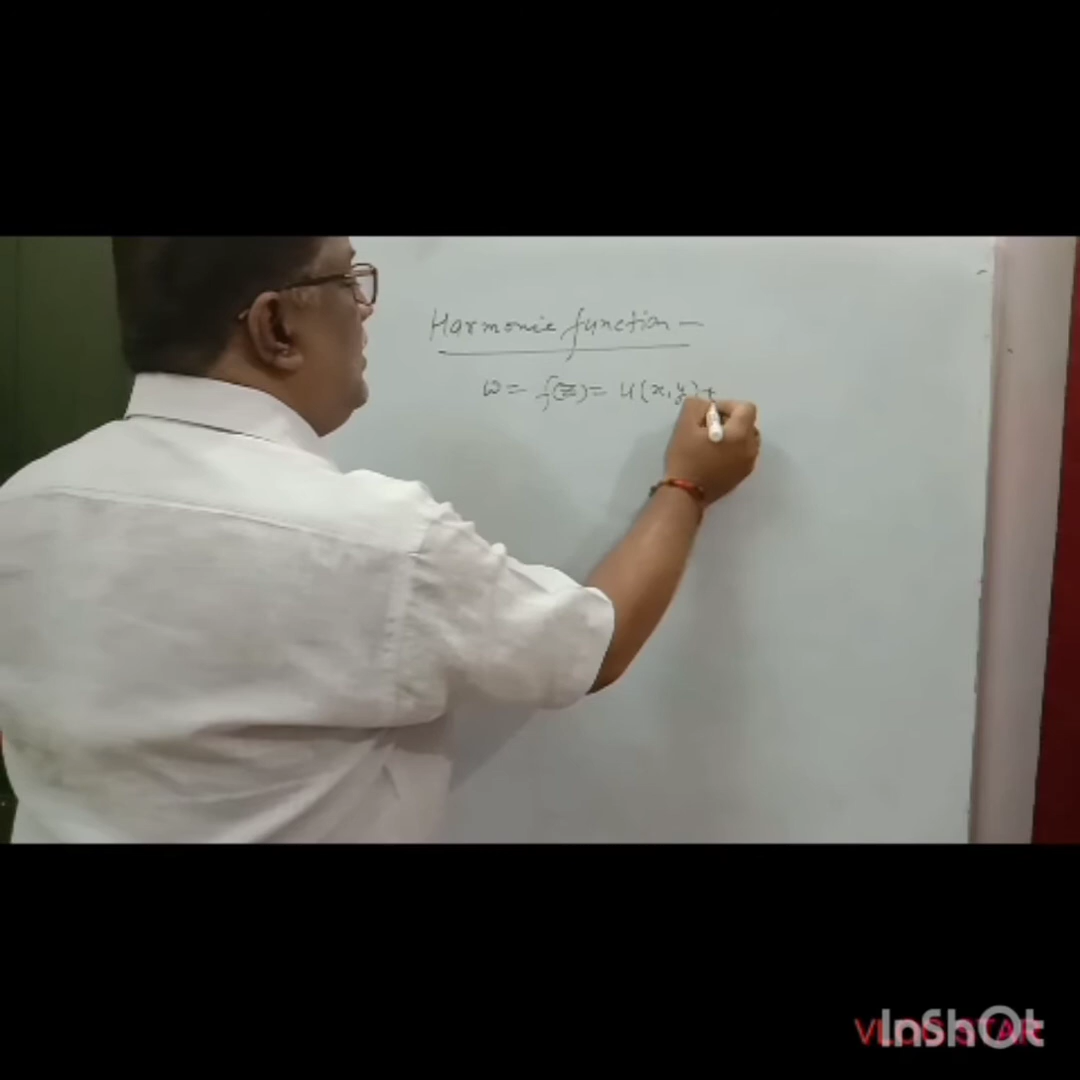 Harmonic function —
w = f(z) = u(x, y) +
InShOt